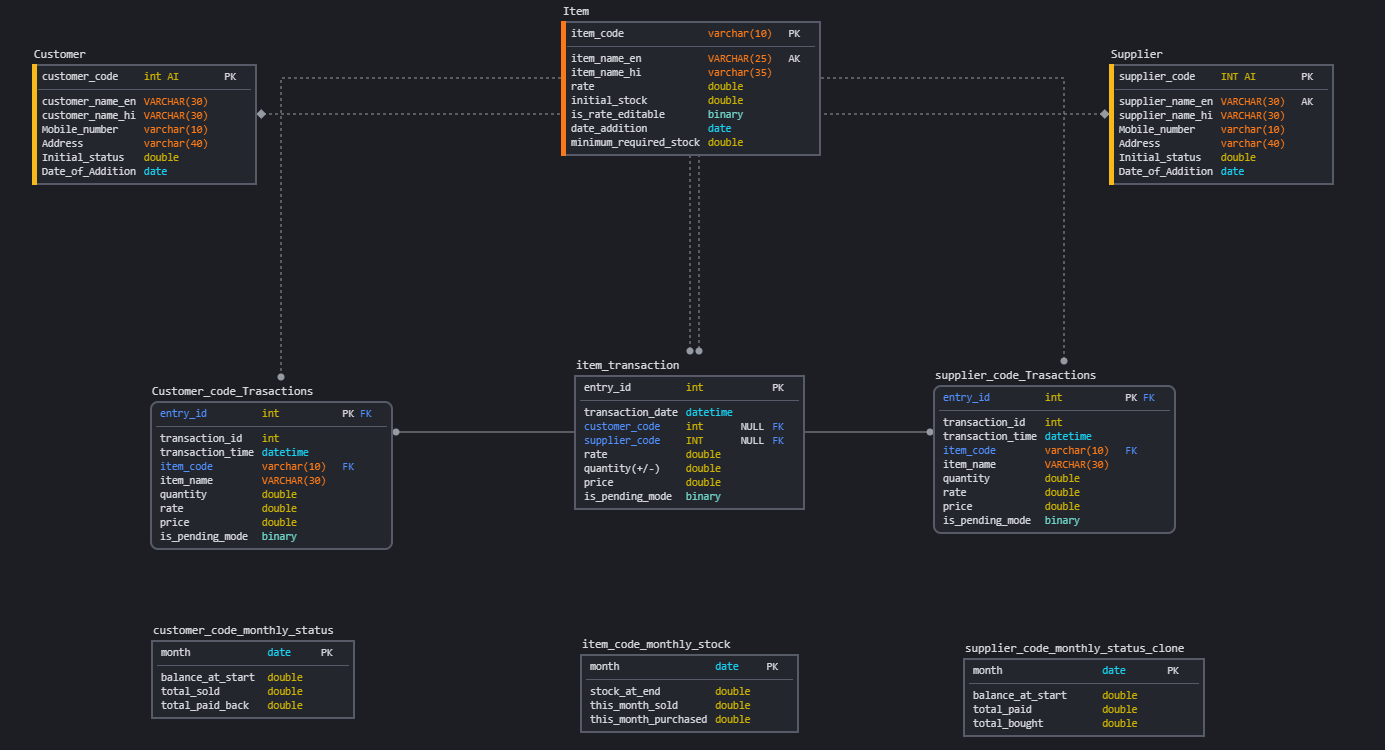 Item
item_code varchar(10) PK
item_name_en VARCHAR(25) AK
item_name_hi varchar(35)
rate double
initial_stock double
is_rate_editable binary
date_addition date
minimum_required_stock double
Customer
customer_code int AI PK
customer_name_en VARCHAR(30)
customer_name_hi VARCHAR(30)
Mobile_number varchar(10)
Address varchar(40)
Initial_status double
Date_of_Addition date
Supplier
supplier_code INT AI PK
supplier_name_en VARCHAR(30) AK
supplier_name_hi VARCHAR(30)
Mobile_number varchar(10)
Address varchar(40)
Initial_status double
Date_of_Addition date
Customer_code_Trasactions
entry_id int PK FK
transaction_id int
transaction_time datetime
item_code varchar(10) FK
item_name VARCHAR(30)
quantity double
rate double
price double
is_pending_mode binary
item_transaction
entry_id int PK
transaction_date datetime
customer_code int NULL FK
supplier_code INT NULL FK
rate double
quantity(+/-) double
price double
is_pending_mode binary
supplier_code_Trasactions
entry_id int PK FK
transaction_id int
transaction_time datetime
item_code varchar(10) FK
item_name VARCHAR(30)
quantity double
rate double
price double
is_pending_mode binary
customer_code_monthly_status
month date PK
balance_at_start double
total_sold double
total_paid_back double
item_code_monthly_stock
month date PK
stock_at_end double
this_month_sold double
this_month_purchased double
supplier_code_monthly_status_clone
month date PK
balance_at_start double
total_paid double
total_bought double